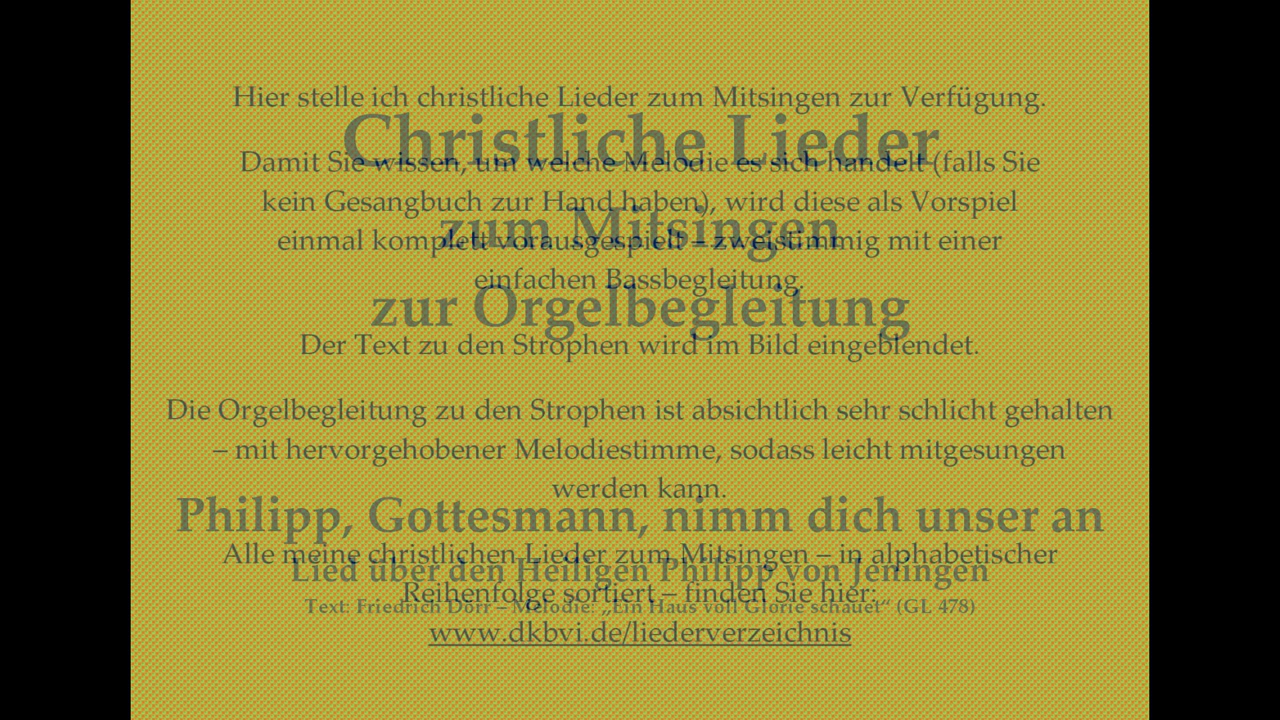 Hier stelle ich christliche Lieder zum Mitsingen zur Verfügung.
Christliche Lieder
Damit Sie wissen, um welche Melodie es sich handelt (falls Sie
kein Gesangbuch zur Hand haben), wird diese als Vorspiel
zum Mitsingen
einmal komplett vorausgespielt – zweistimmig mit einer
einfachen Bassbegleitung.
zur Orgelbegleitung
Der Text zu den Strophen wird im Bild eingeblendet.
Die Orgelbegleitung zu den Strophen ist absichtlich sehr schlicht gehalten
– mit hervorgehobener Melodiestimme, sodass leicht mitgesungen
werden kann.
Philipp, Gottesmann, nimm dich unser an
Alle meine christlichen Lieder zum Mitsingen – in alphabetischer
Lied über den Heiligen Philipp von Jeningen
Reihenfolge sortiert – finden Sie hier:
Text: Friedrich Dörr – Melodie: „Ein Haus voll Glorie schauet“ (GL 478)
www.dkbvi.de/liederverzeichnis